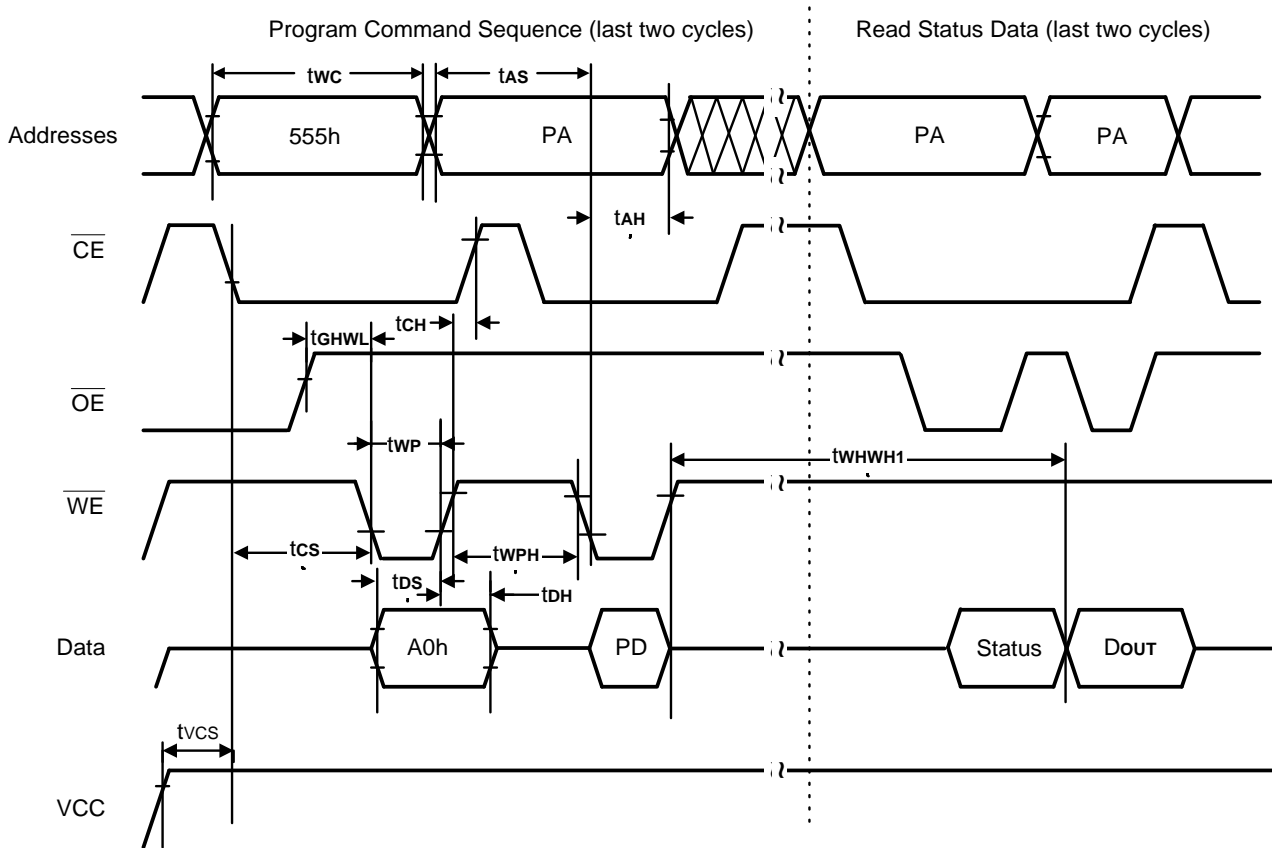 Program Command Sequence (last two cycles) Read Status Data (last two cycles)
tWC tAS
Addresses 555h PA PA PA
tAH
CE
tGHWL tCH
OE
tWP tWHWH1
WE
tCS tWPH
tDS tDH
Data A0h PD Status DOUT
tVCS
VCC